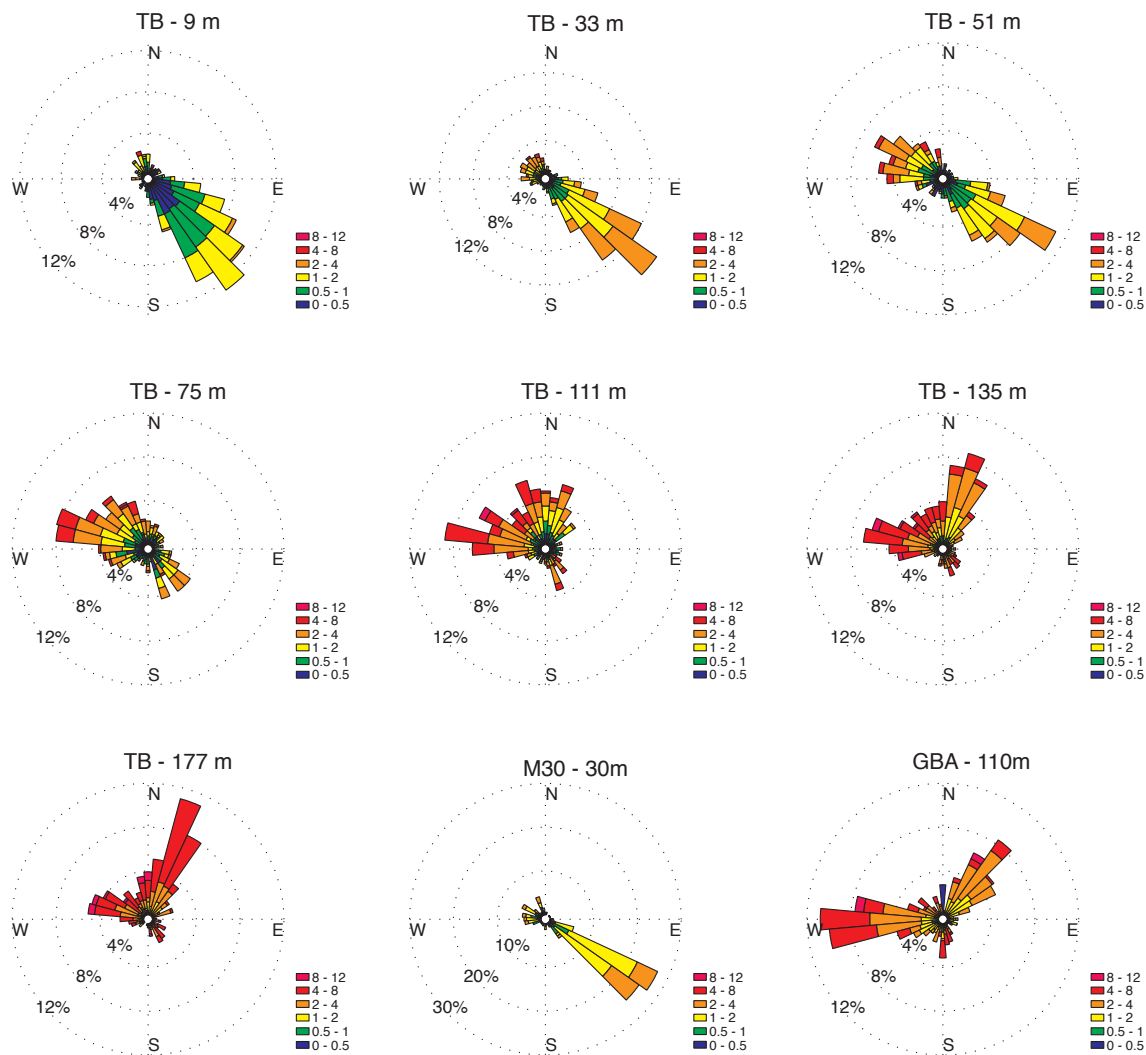 TB - 9 m
N
W
E
S
4%
8%
12%
8 - 12
4 - 8
2 - 4
1 - 2
0.5 - 1
0 - 0.5
TB - 33 m
N
W
E
S
4%
8%
12%
8 - 12
4 - 8
2 - 4
1 - 2
0.5 - 1
0 - 0.5
TB - 51 m
N
W
E
S
4%
8%
12%
8 - 12
4 - 8
2 - 4
1 - 2
0.5 - 1
0 - 0.5
TB - 75 m
N
W
E
S
4%
8%
12%
8 - 12
4 - 8
2 - 4
1 - 2
0.5 - 1
0 - 0.5
TB - 111 m
N
W
E
S
4%
8%
12%
8 - 12
4 - 8
2 - 4
1 - 2
0.5 - 1
0 - 0.5
TB - 135 m
N
W
E
S
4%
8%
12%
8 - 12
4 - 8
2 - 4
1 - 2
0.5 - 1
0 - 0.5
TB - 177 m
N
W
E
S
4%
8%
12%
8 - 12
4 - 8
2 - 4
1 - 2
0.5 - 1
0 - 0.5
M30 - 30m
N
W
E
S
10%
20%
30%
8 - 12
4 - 8
2 - 4
1 - 2
0.5 - 1
0 - 0.5
GBA - 110m
N
W
E
S
4%
8%
12%
8 - 12
4 - 8
2 - 4
1 - 2
0.5 - 1
0 - 0.5